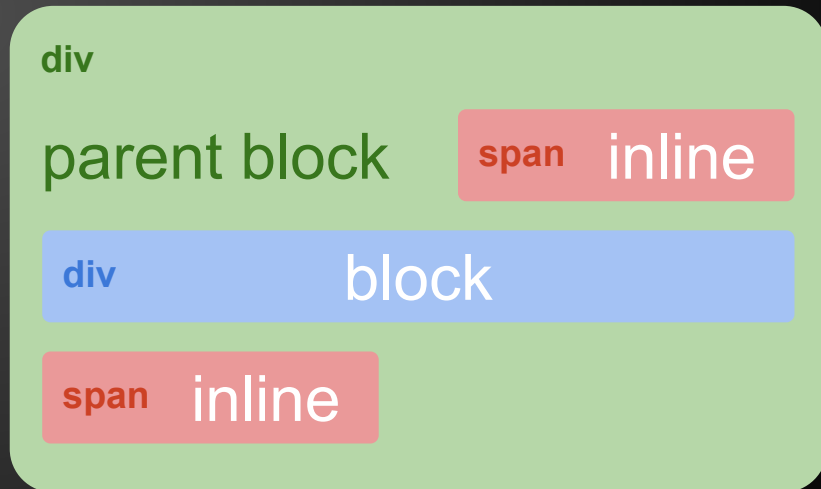 div
parent block span inline
div block
span inline